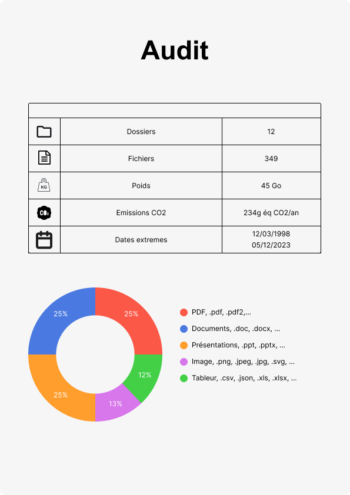 Audit
Dossiers 12
Fichiers 349
KG Poids 45 Go
CO₂ Emissions CO2 234g éq CO2/an
Dates extremes 12/03/1998
05/12/2023
25% 25%
PDF, .pdf, .pdf2,...
Documents, .doc, .docx, ...
Présentations, .ppt, .pptx, ...
Image, .png, .jpeg, .jpg, .svg, ...
Tableur, .csv, .json, .xls, .xlsx, ...
12%
25%
13%